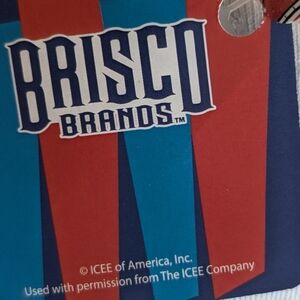 BRISCO
BRANDS™
© ICEE of America, Inc.
Used with permission from The ICEE Company